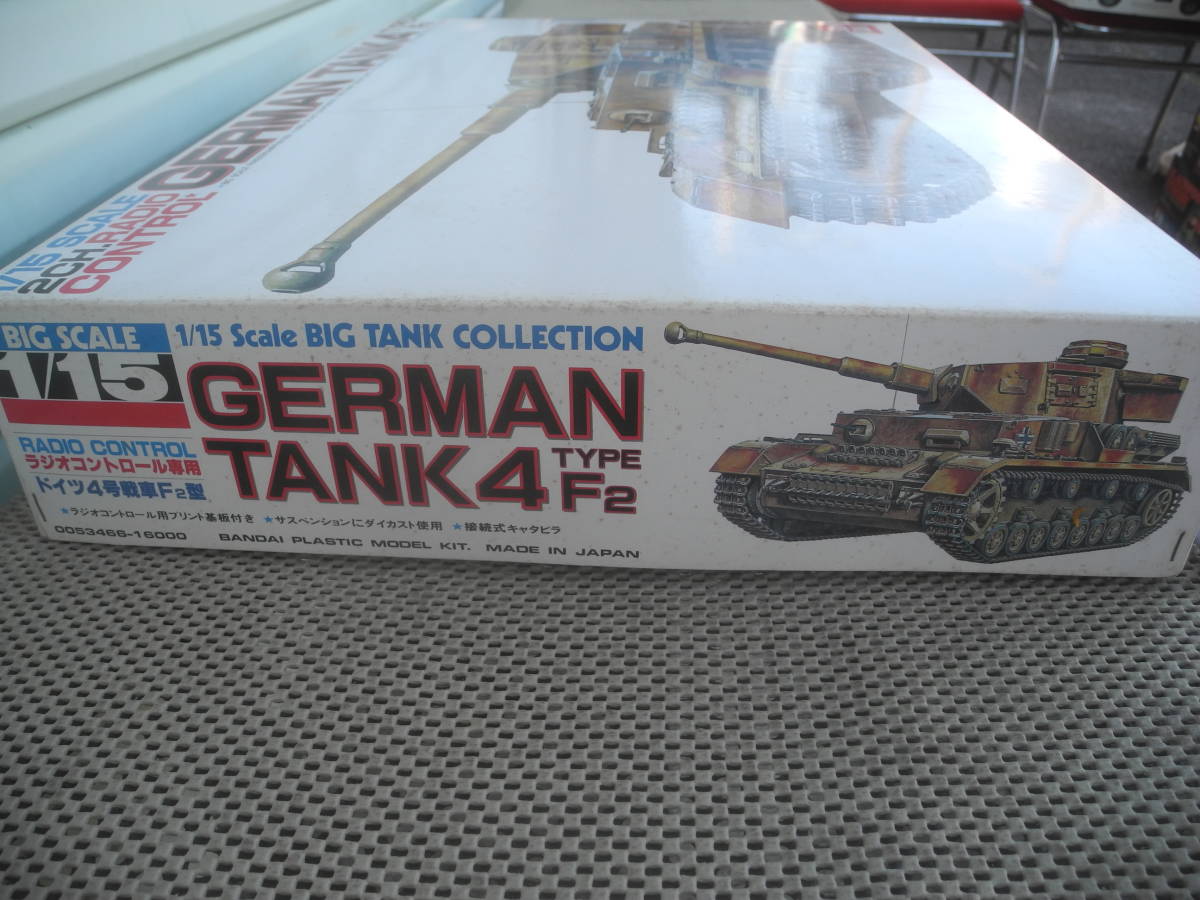 1/15 SCALE
2CH.RADIO
CONTROL
GERMAN TANK4
BIG SCALE
1/15
1/15 Scale BIG TANK COLLECTION
GERMAN
TANK4 TYPE F2
RADIO CONTROL
ラジオコントロール専用
ドイツ4号戦車F2型
★ラジオコントロール用プリント基板付き ★サスペンションにダイカスト使用 ★接続式キャタピラ
0053466-16000 BANDAI PLASTIC MODEL KIT. MADE IN JAPAN